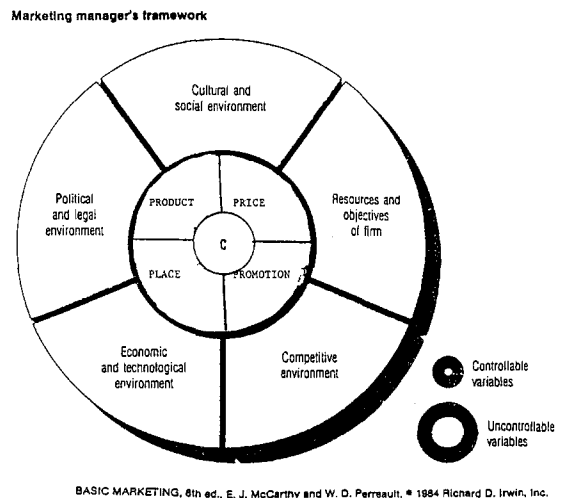 Marketing manager's framework
Cultural and
social environment
Political
and legal
environment
PRODUCT
PRICE
Resources and
objectives
of firm
C
PLACE
PROMOTION
Economic
and technological
environment
Competitive
environment
Controllable
variables
Uncontrollable
variables
BASIC MARKETING, 8th ed., E. J. McCarthy and W. D. Perreault, © 1984 Richard D. Irwin, Inc.